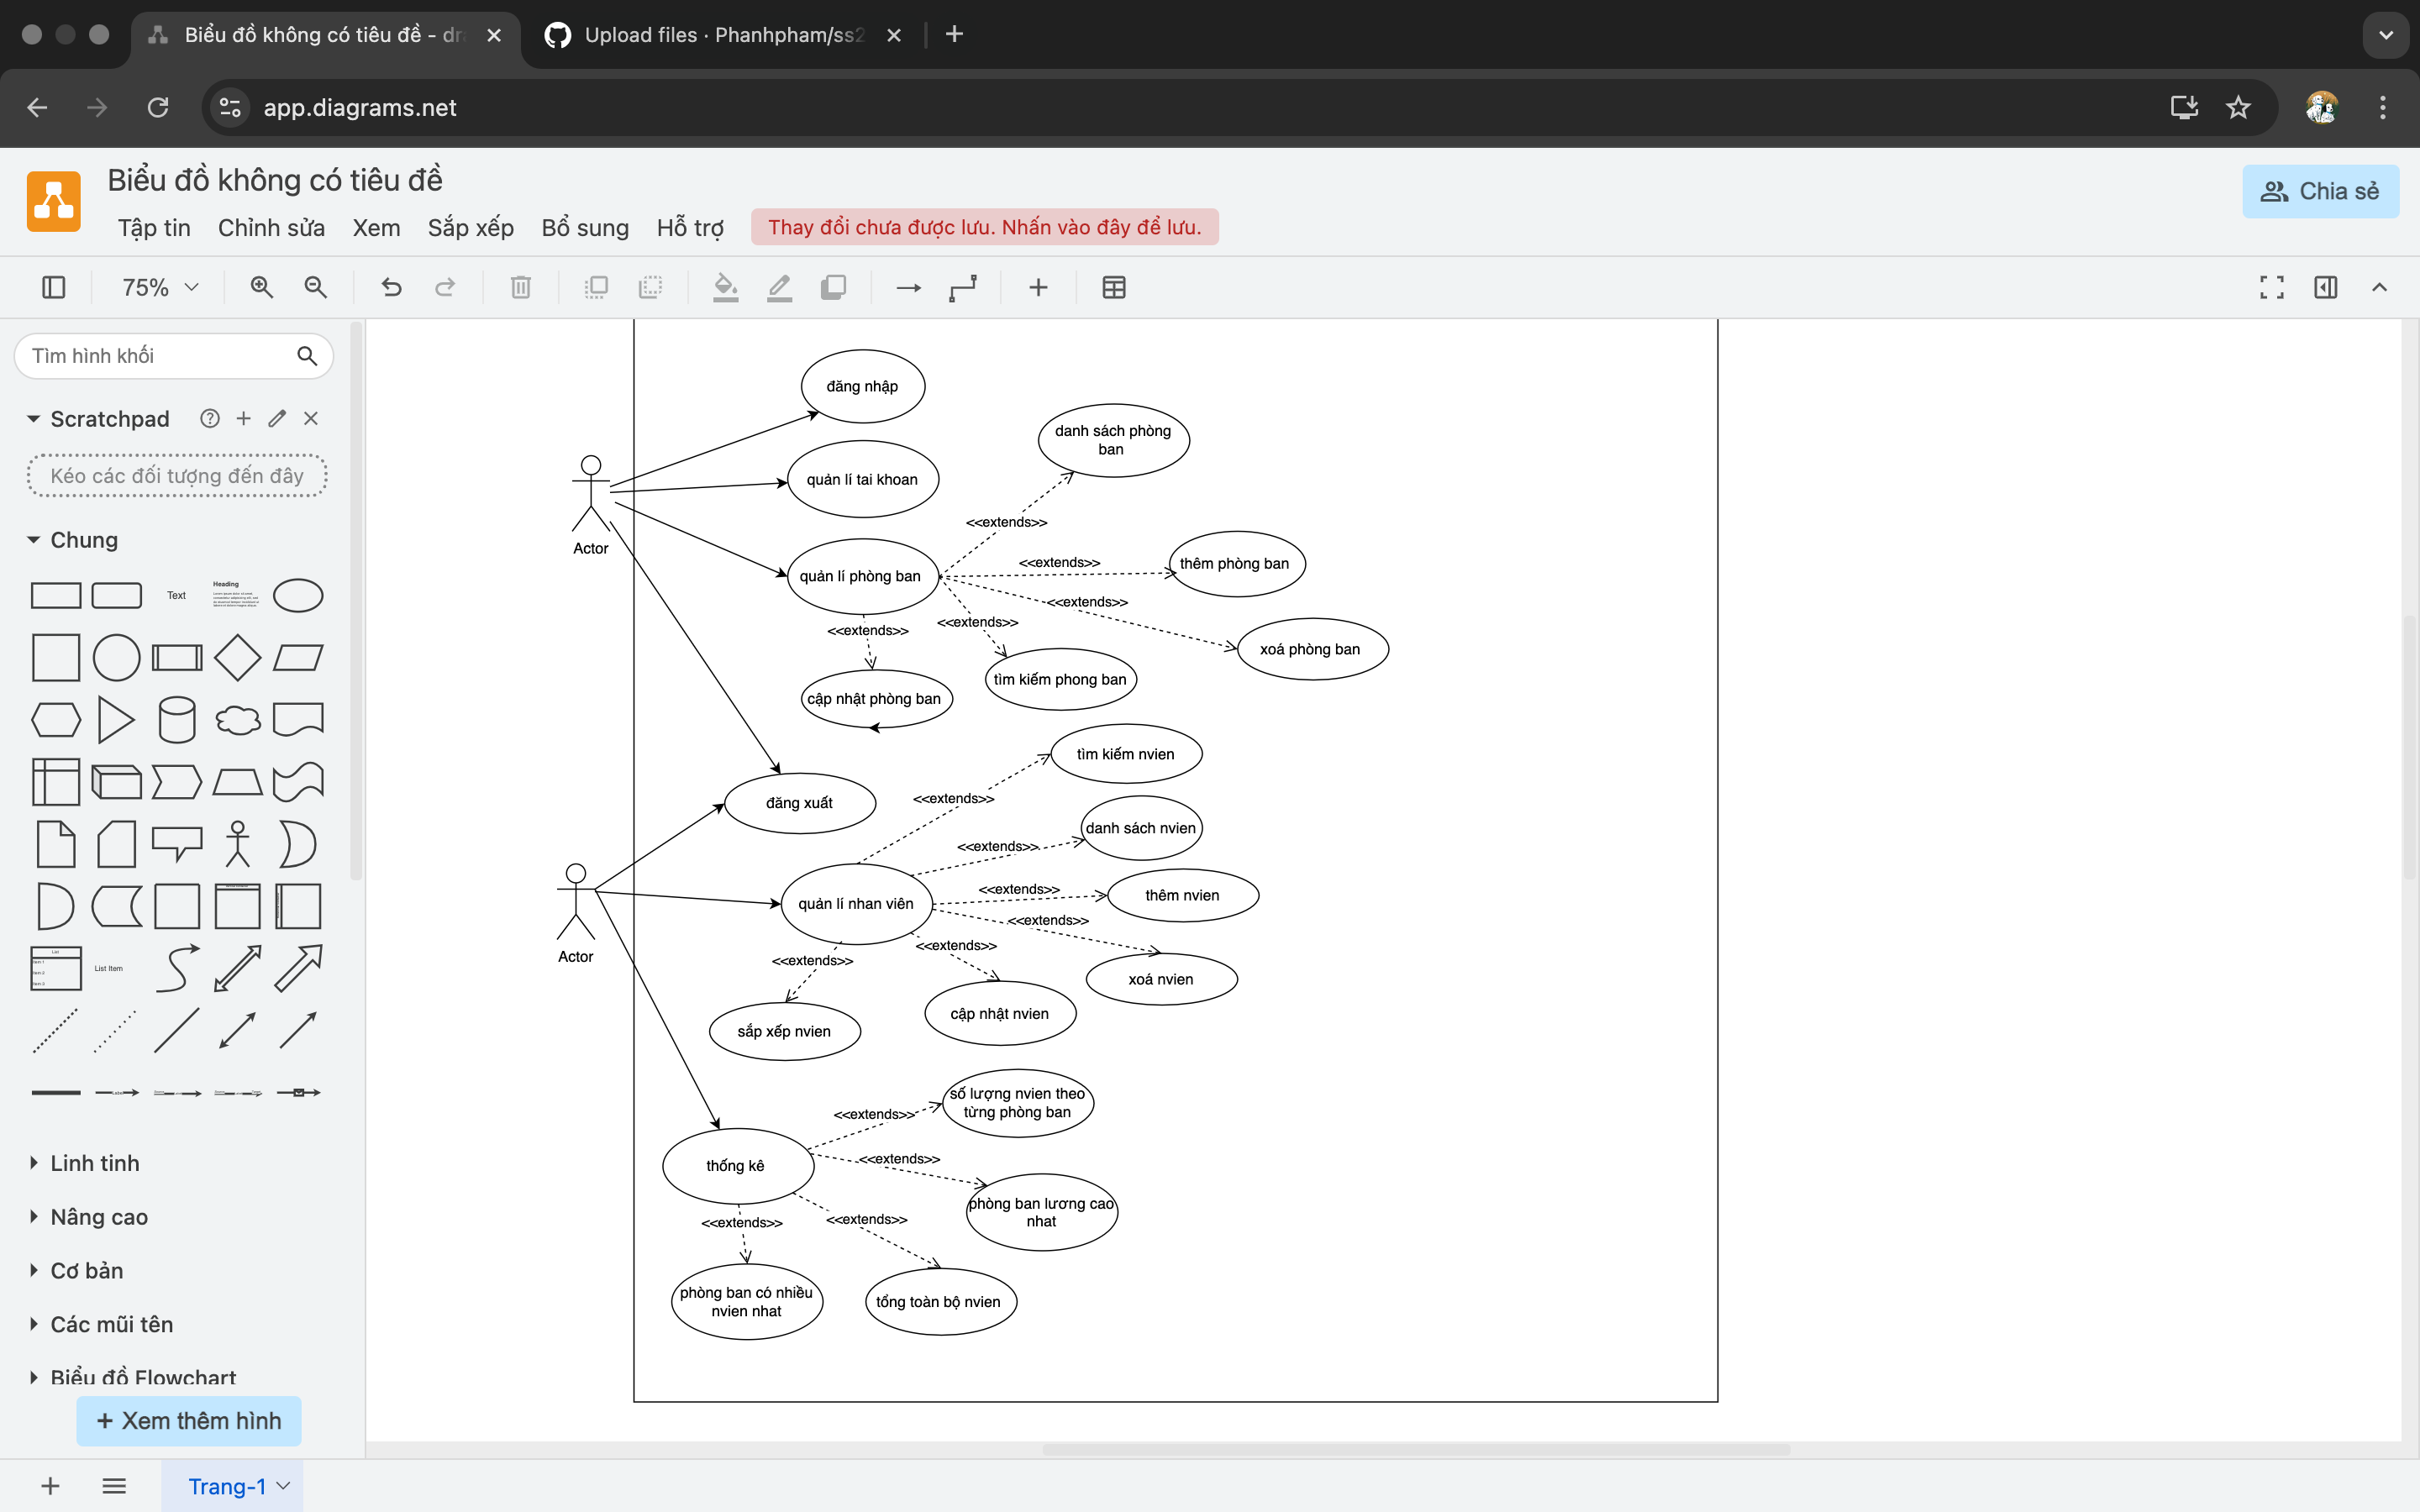 Biểu đồ không có tiêu đề - dr
Upload files · Phanhpham/ss2
app.diagrams.net
Biểu đồ không có tiêu đề
Chia sẻ
Tập tin Chỉnh sửa Xem Sắp xếp Bổ sung Hỗ trợ Thay đổi chưa được lưu. Nhấn vào đây để lưu.
75%
Tìm hình khối
Scratchpad
Kéo các đối tượng đến đây
Chung
Text
Heading
List
Item 1
Item 2
Item 3
List Item
Linh tinh
Nâng cao
Cơ bản
Các mũi tên
Biểu đồ Flowchart
+ Xem thêm hình
Trang-1
đăng nhập
danh sách phòng
ban
quản lí tai khoan
Actor
<<extends>>
<<extends>>
thêm phòng ban
quản lí phòng ban
<<extends>>
<<extends>>
<<extends>>
xoá phòng ban
tìm kiếm phong ban
cập nhật phòng ban
tìm kiếm nvien
đăng xuất
<<extends>>
danh sách nvien
<<extends>>
<<extends>>
thêm nvien
quản lí nhan viên
<<extends>>
<<extends>>
Actor
<<extends>>
xoá nvien
cập nhật nvien
sắp xếp nvien
số lượng nvien theo
từng phòng ban
<<extends>>
<<extends>>
thống kê
phòng ban lương cao
nhat
<<extends>>
<<extends>>
phòng ban có nhiều
nvien nhat
tổng toàn bộ nvien